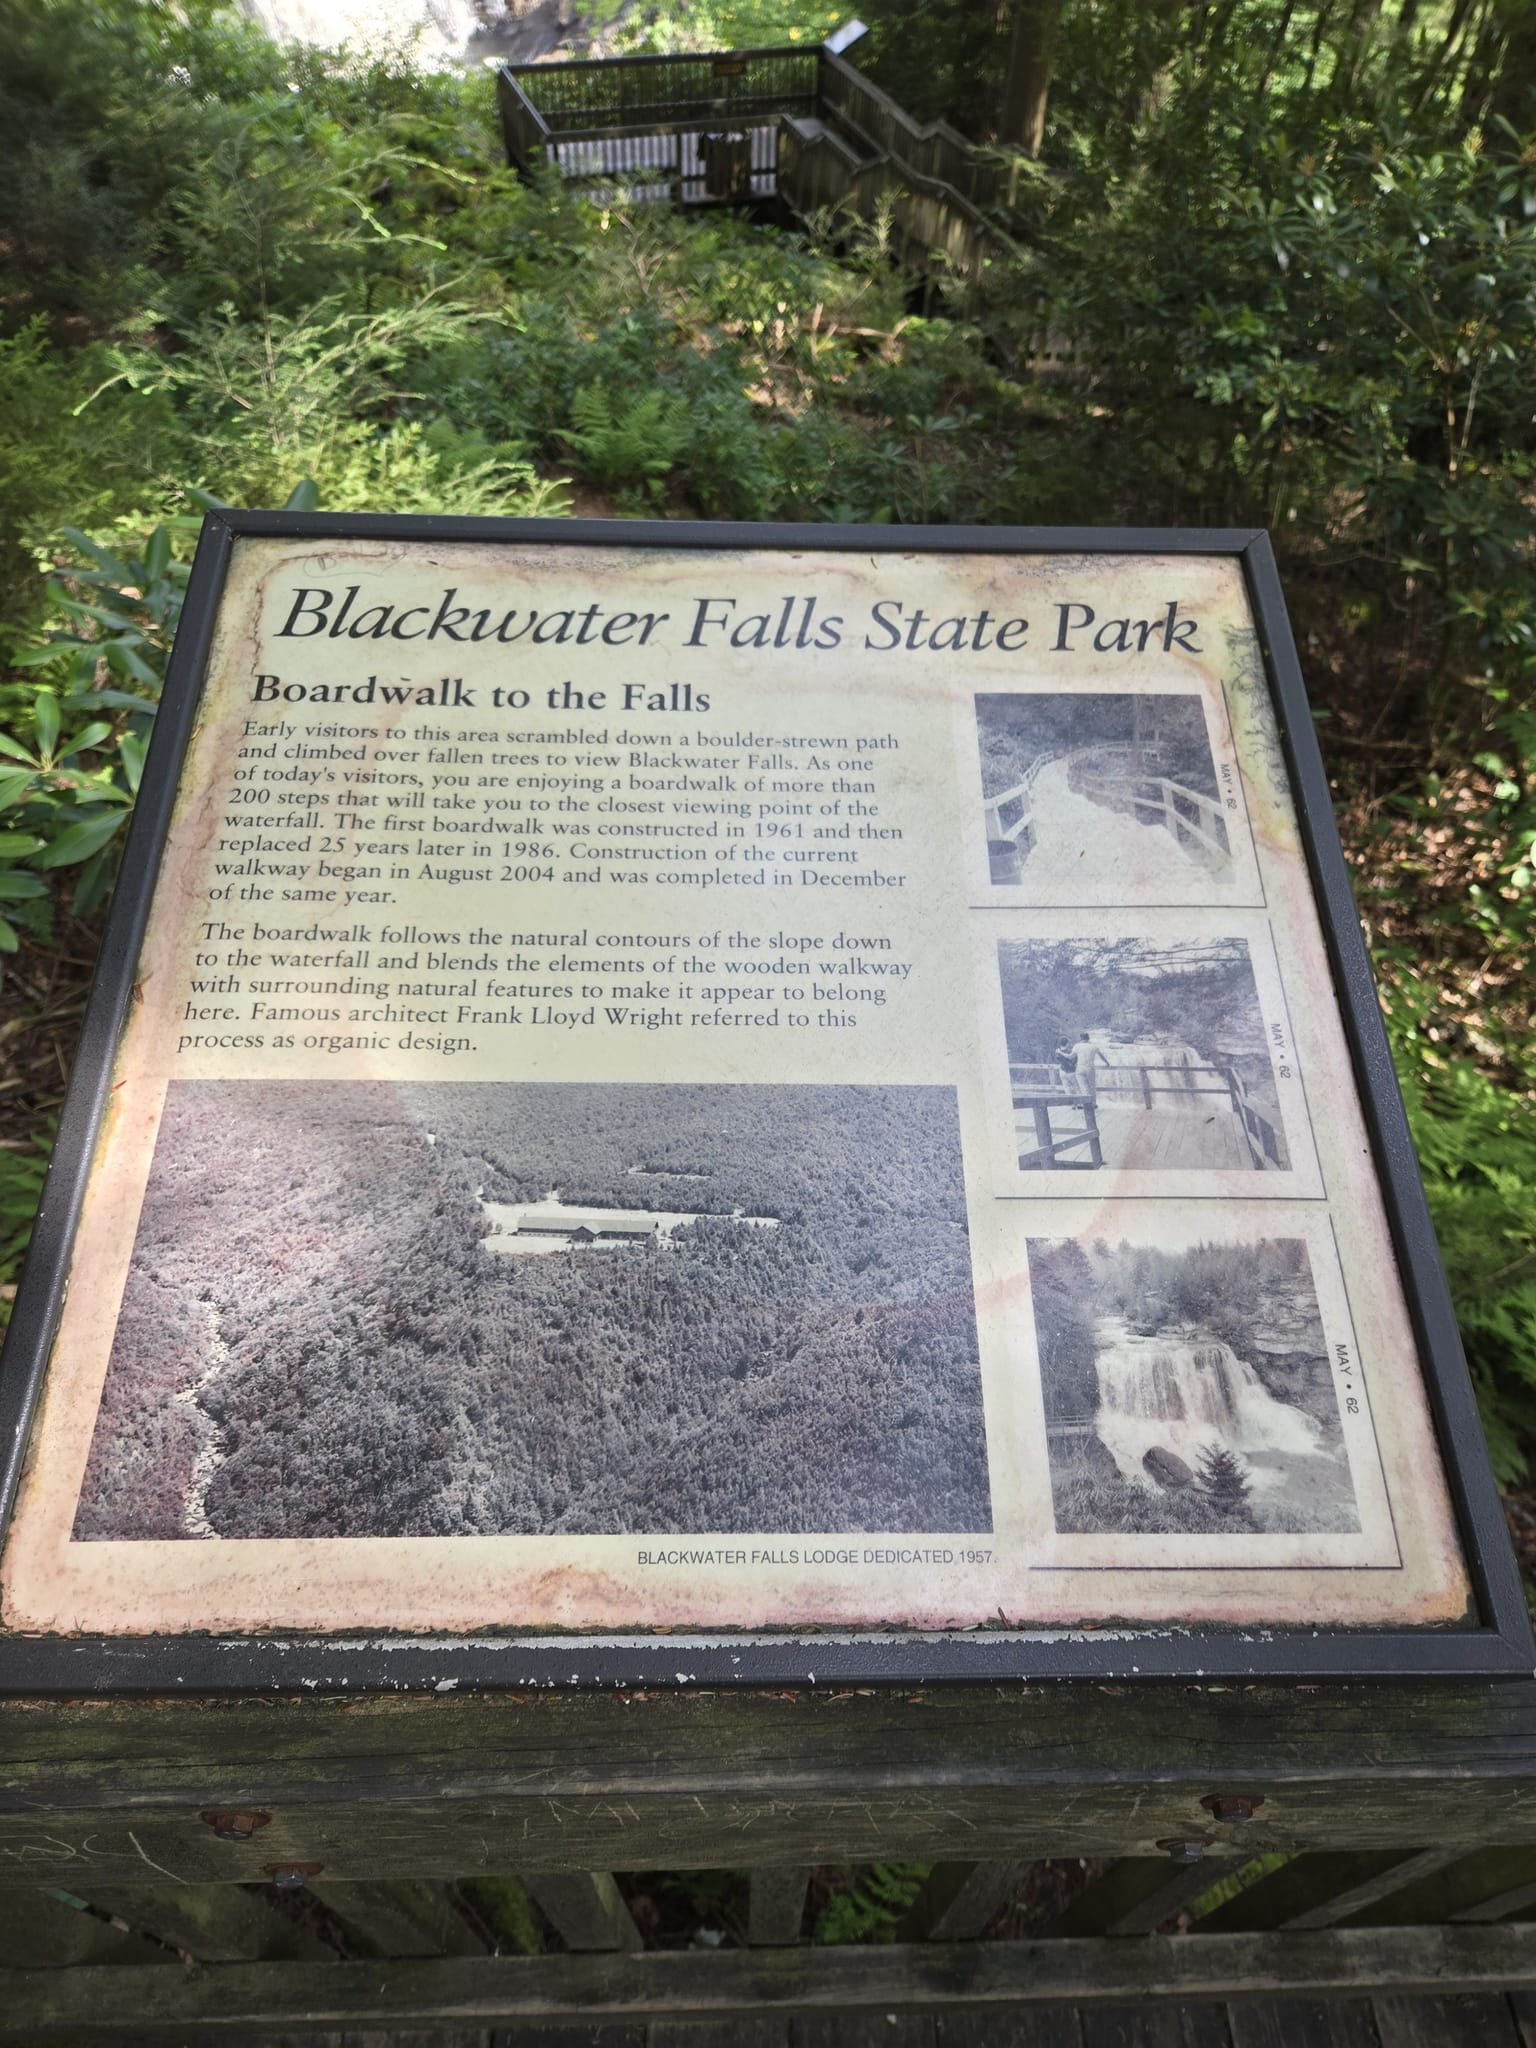 Blackwater Falls State Park
Boardwalk to the Falls
Early visitors to this area scrambled down a boulder-strewn path
and climbed over fallen trees to view Blackwater Falls. As one
of today's visitors, you are enjoying a boardwalk of more than
200 steps that will take you to the closest viewing point of the
waterfall. The first boardwalk was constructed in 1961 and then
replaced 25 years later in 1986. Construction of the current
walkway began in August 2004 and was completed in December
of the same year.
The boardwalk follows the natural contours of the slope down
to the waterfall and blends the elements of the wooden walkway
with surrounding natural features to make it appear to belong
here. Famous architect Frank Lloyd Wright referred to this
process as organic design.
BLACKWATER FALLS LODGE DEDICATED 1957.
MAY • 62
MAY • 62
MAY • 62